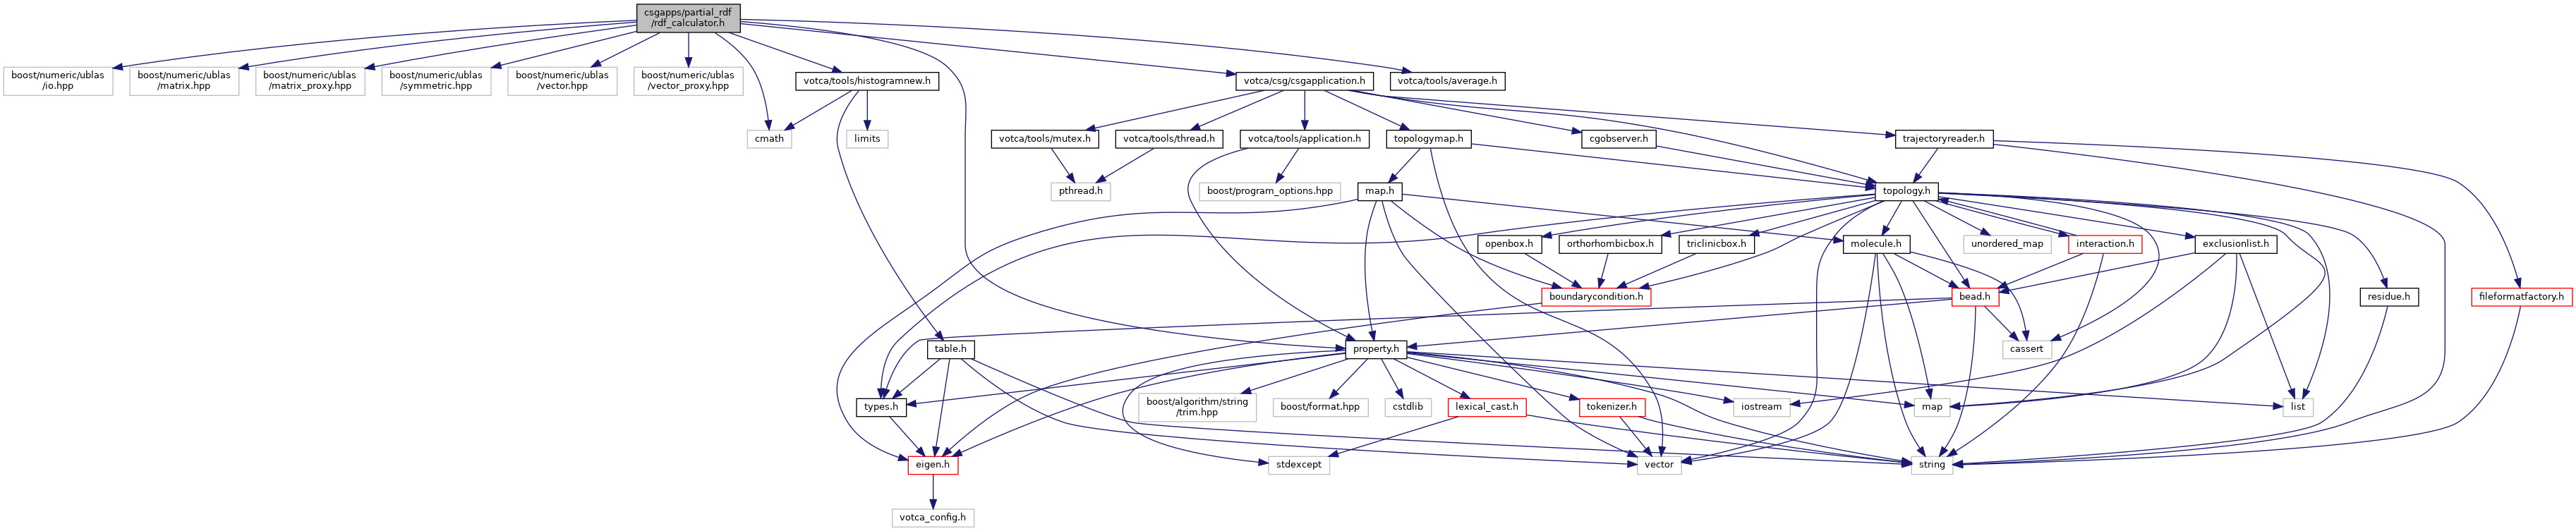 csgapps/partial_rdf
/rdf_calculator.h
boost/numeric/ublas
/io.hpp
boost/numeric/ublas
/matrix.hpp
boost/numeric/ublas
/matrix_proxy.hpp
boost/numeric/ublas
/symmetric.hpp
boost/numeric/ublas
/vector.hpp
boost/numeric/ublas
/vector_proxy.hpp
votca/tools/histogramnew.h
votca/csg/csgapplication.h
votca/tools/average.h
cmath
limits
votca/tools/mutex.h
votca/tools/thread.h
votca/tools/application.h
topologymap.h
cgobserver.h
trajectoryreader.h
pthread.h
boost/program_options.hpp
map.h
topology.h
openbox.h
orthorhombicbox.h
triclinicbox.h
molecule.h
unordered_map
interaction.h
exclusionlist.h
boundarycondition.h
bead.h
residue.h
fileformatfactory.h
table.h
property.h
cassert
types.h
boost/algorithm/string
/trim.hpp
boost/format.hpp
cstdlib
lexical_cast.h
tokenizer.h
iostream
map
list
eigen.h
stdexcept
vector
string
votca_config.h